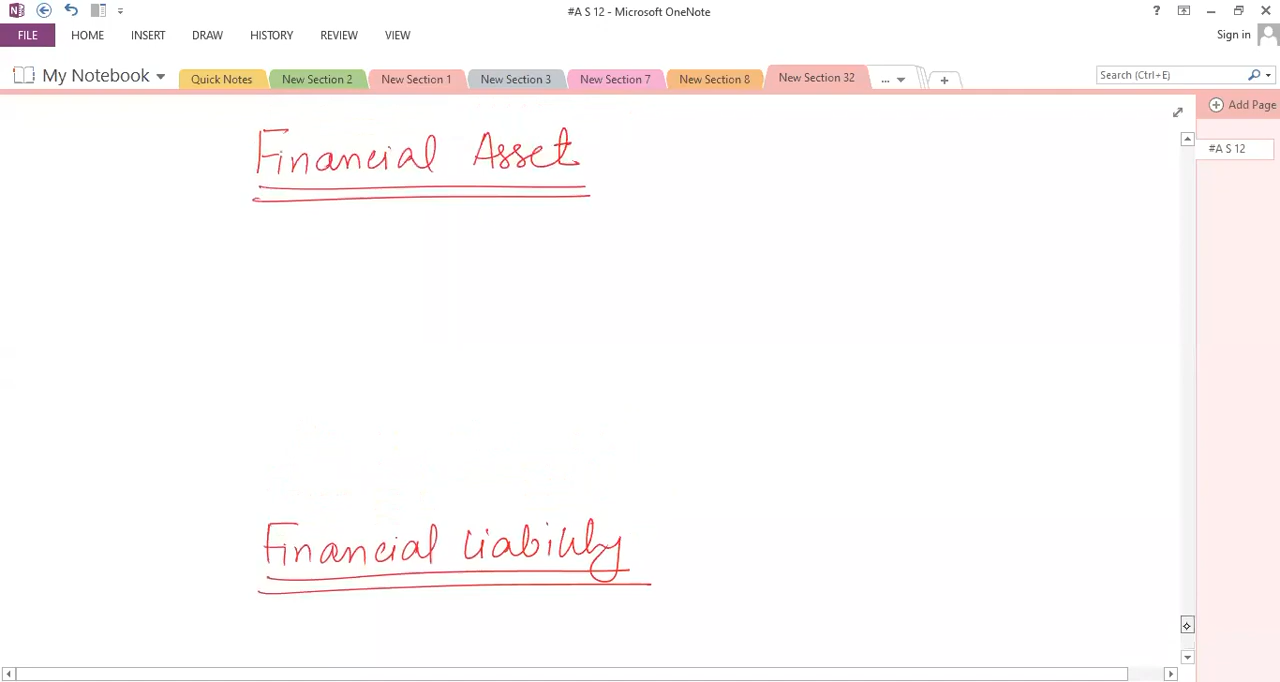 #A S 12 - Microsoft OneNote
?
FILE HOME INSERT DRAW HISTORY REVIEW VIEW
Sign in
My Notebook
Quick Notes New Section 2 New Section 1 New Section 3 New Section 7 New Section 8 New Section 32 ...
Search (Ctrl+E)
Add Page
#A S 12
Financial Asset
Financial Liability